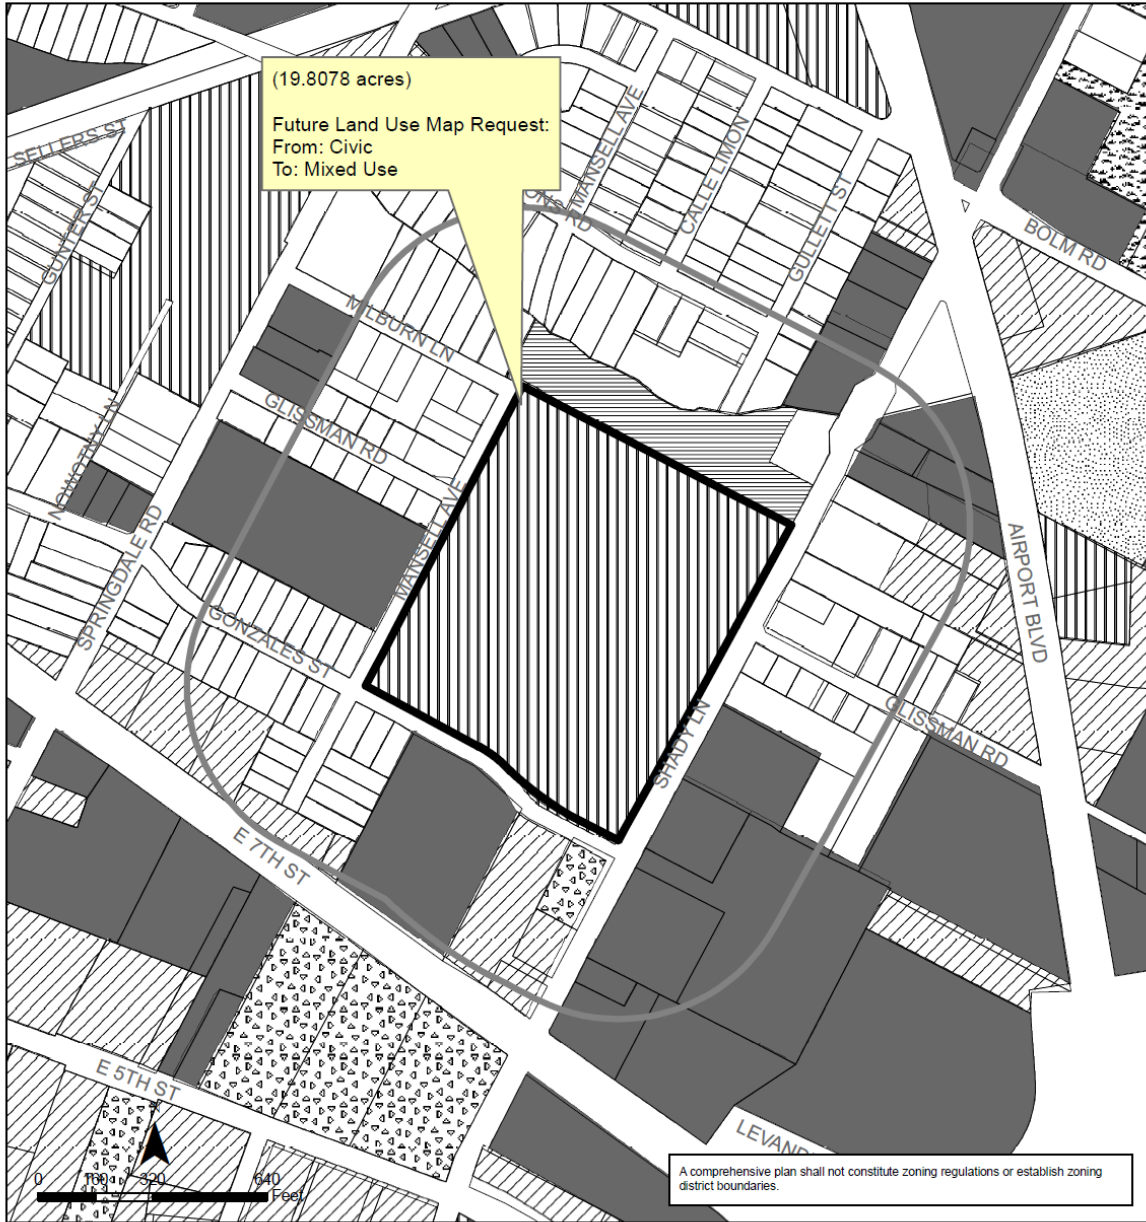 (19.8078 acres)
Future Land Use Map Request:
From: Civic
To: Mixed Use
SELLERS ST
GUNTER ST
MANSELL AVE
CALLE LIMON
GULLETT ST
BOLM RD
ONS RD
MILBURN LN
GLISSMAN RD
NOWOTNY LN
SPRINGDALE RD
MANSELL AVE
GONZALES ST
AIRPORT BLVD
SHADY LN
GLISSMAN RD
E 7TH ST
E 5TH ST
LEVAND
0 160 320 640
Feet
A comprehensive plan shall not constitute zoning regulations or establish zoning
district boundaries.